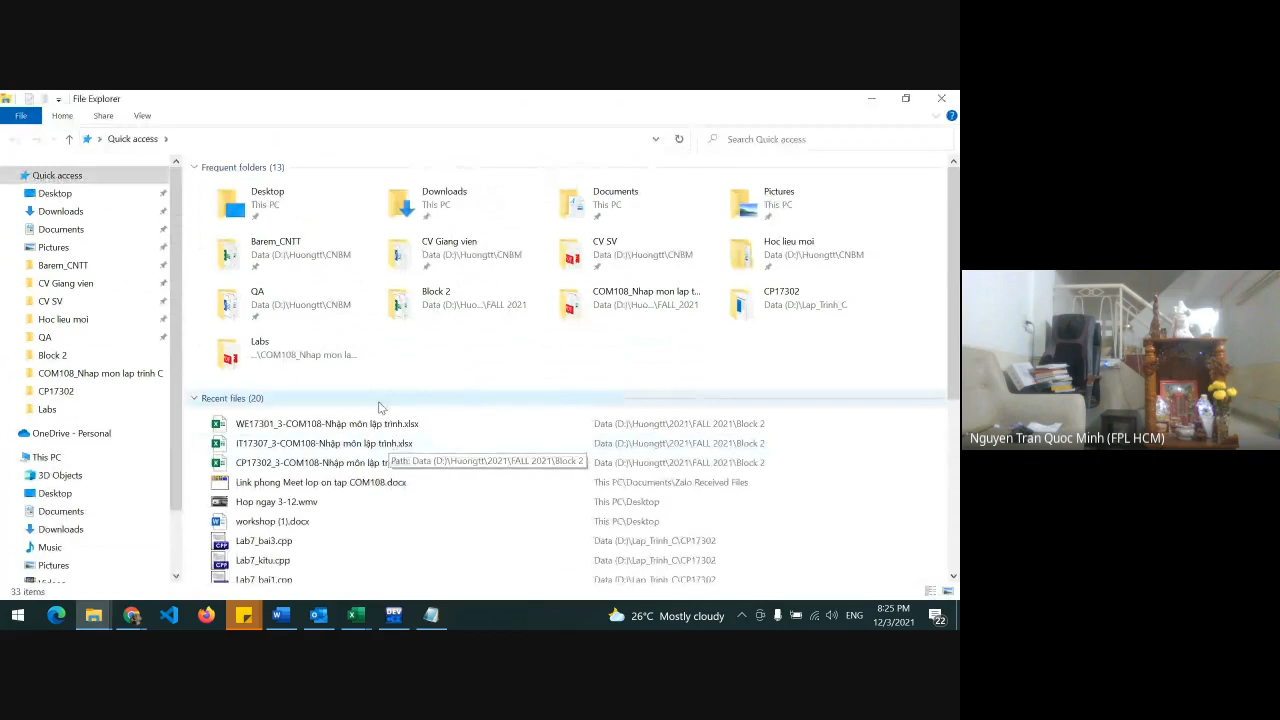 File Explorer
File Home Share View
Quick access
Search Quick access
Quick access
Desktop
Downloads
Documents
Pictures
Barem_CNTT
CV Giang vien
CV SV
Hoc lieu moi
QA
Block 2
COM108_Nhap mon lap trinh C
CP17302
Labs
OneDrive - Personal
This PC
3D Objects
Desktop
Documents
Downloads
Music
Pictures
Videos
Frequent folders (13)
Desktop Downloads Documents Pictures
This PC This PC This PC This PC
Barem_CNTT CV Giang vien CV SV Hoc lieu moi
Data (D:)\Huongtt\CNBM Data (D:)\Huongtt\CNBM Data (D:)\Huongtt\CNBM Data (D:)\Huongtt\CNBM
QA Block 2 COM108_Nhap mon lap t... CP17302
Data (D:)\Huongtt\CNBM Data (D:)\Huo...\FALL 2021 Data (D:)\Huongtt\FALL_2021 Data (D:)\Lap_Trinh_C
Labs
...\COM108_Nhap mon la...
Recent files (20)
WE17301_3-COM108-Nhập môn lập trình.xlsx Data (D:)\Huongtt\2021\FALL 2021\Block 2
IT17307_3-COM108-Nhập môn lập trình.xlsx Data (D:)\Huongtt\2021\FALL 2021\Block 2
CP17302_3-COM108-Nhập môn lập tr Data (D:)\Huongtt\2021\FALL 2021\Block 2
Path: Data (D:)\Huongtt\2021\FALL 2021\Block 2
Link phong Meet lop on tap COM108.docx This PC\Documents\Zalo Received Files
Hop ngay 3-12.wmv This PC\Desktop
workshop (1).docx This PC\Desktop
Lab7_bai3.cpp Data (D:)\Lap_Trinh_C\CP17302
Lab7_kitu.cpp Data (D:)\Lap_Trinh_C\CP17302
Lab7_bai1.cpp Data (D:)\Lap_Trinh_C\CP17302
33 items
26°C Mostly cloudy ENG 8:25 PM
12/3/2021 22
DEV
Nguyen Tran Quoc Minh (FPL HCM)